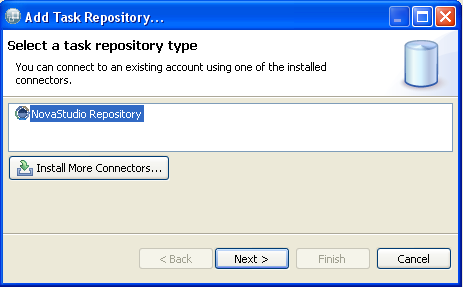 Add Task Repository...
Select a task repository type
You can connect to an existing account using one of the installed
connectors.
NovaStudio Repository
Install More Connectors...
< Back
Next >
Finish
Cancel